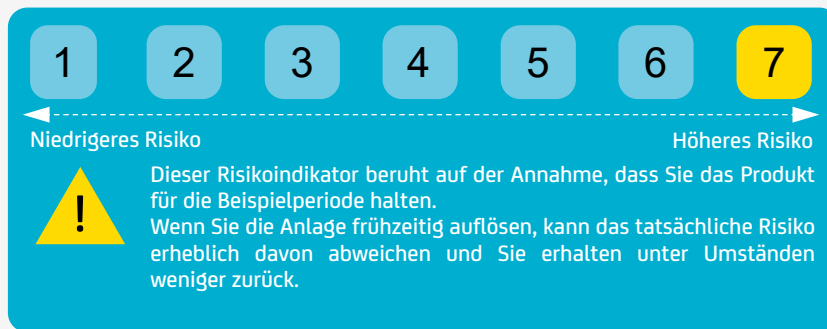 1 2 3 4 5 6 7
Niedrigeres Risiko Höheres Risiko
!
Dieser Risikoindikator beruht auf der Annahme, dass Sie das Produkt
für die Beispielperiode halten.
Wenn Sie die Anlage frühzeitig auflösen, kann das tatsächliche Risiko
erheblich davon abweichen und Sie erhalten unter Umständen
weniger zurück.